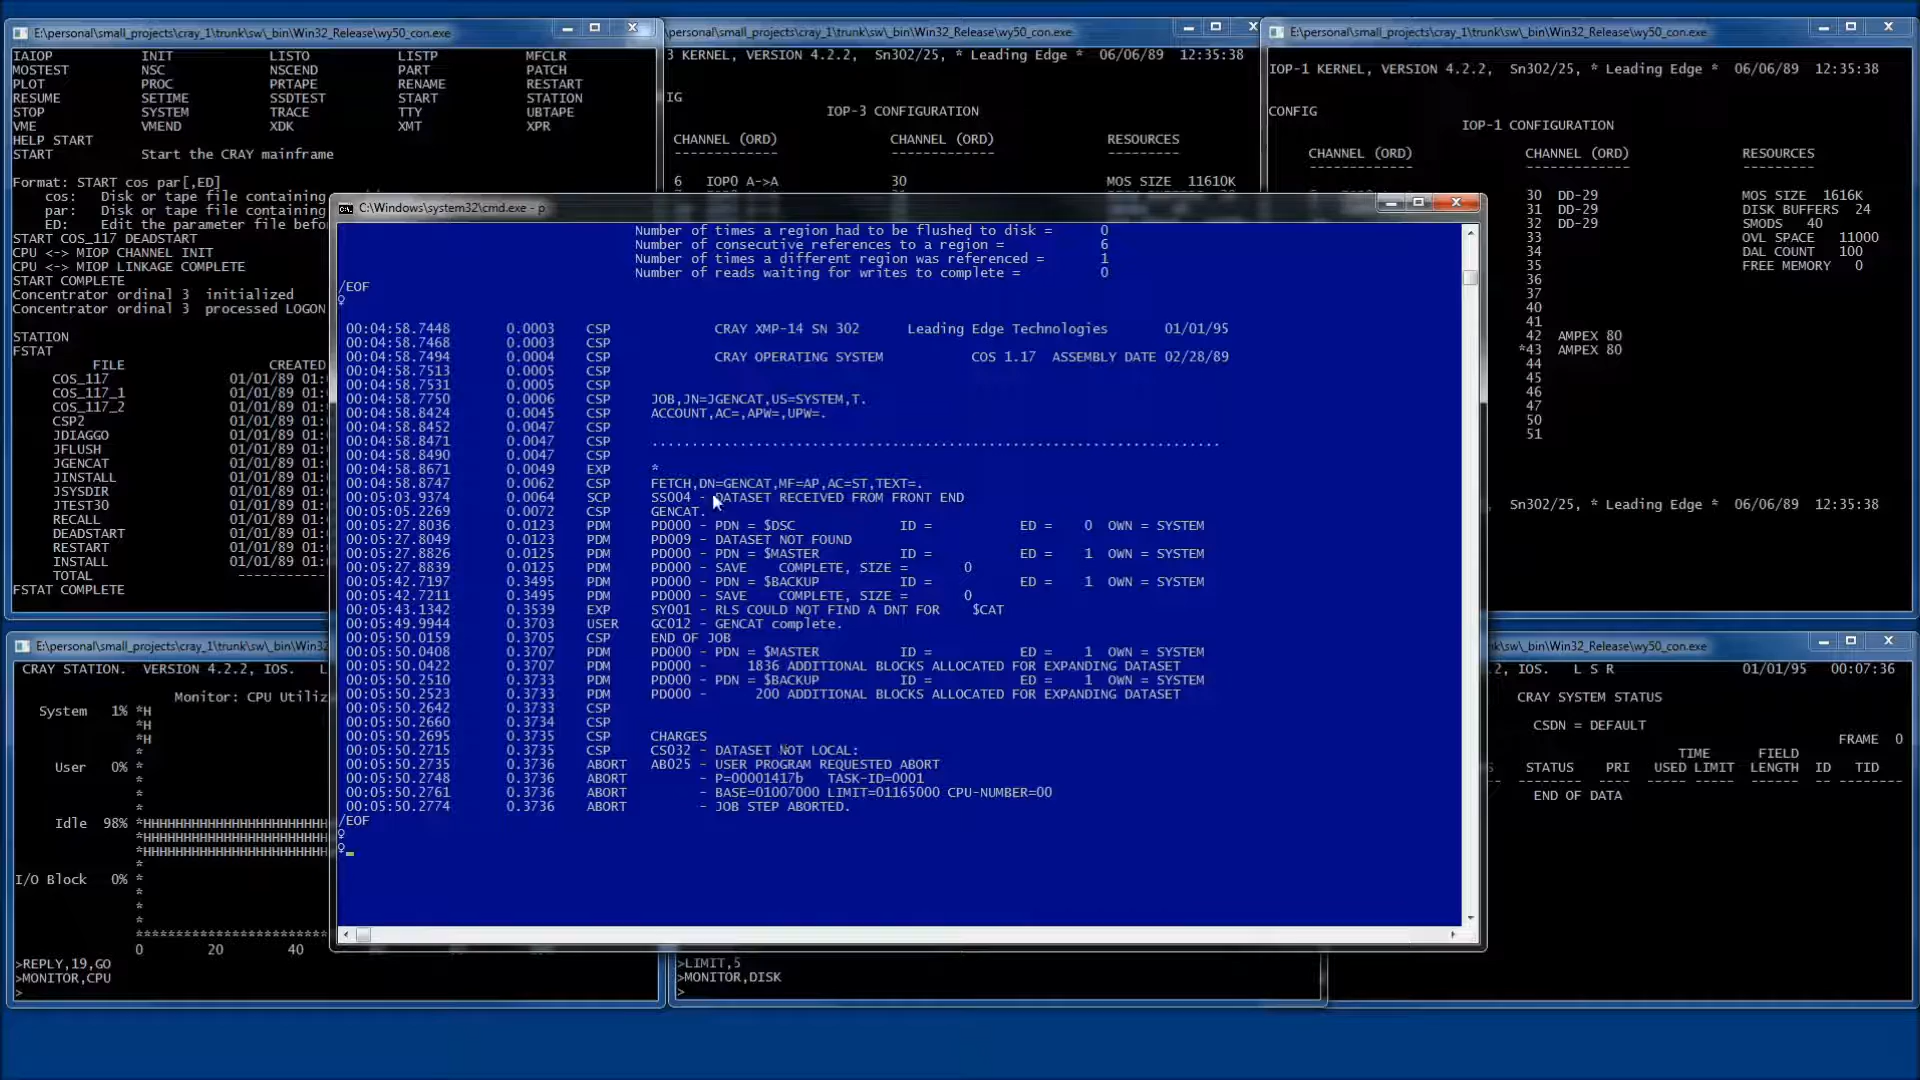 E:\personal\small_projects\cray_1\trunk\sw\_bin\Win32_Release\wy50_con.exe
IAIOP INIT LISTO LISTP MFCLR
MOSTEST NSC NSCEND PART PATCH
PLOT PROC PRTAPE RENAME RESTART
RESUME SETIME SSDTEST START STATION
STOP SYSTEM TRACE TTY UBTAPE
VME VMEND XDK XMT XPR
HELP START
START Start the CRAY mainframe
Format: START cos par[,ED]
cos: Disk or tape file containing
par: Disk or tape file containing
ED: Edit the parameter file befo
START COS_117 DEADSTART
CPU <-> MIOP CHANNEL INIT
CPU <-> MIOP LINKAGE COMPLETE
START COMPLETE
Concentrator ordinal 3 initialized
Concentrator ordinal 3 processed LOGON
STATION
FSTAT
FILE CREATED
COS_117 01/01/89 01:
COS_117_1 01/01/89 01:
COS_117_2 01/01/89 01:
CSP2 01/01/89 01:
JDIAGGO 01/01/89 01:
JFLUSH 01/01/89 01:
JGENCAT 01/01/89 01:
JINSTALL 01/01/89 01:
JSYSDIR 01/01/89 01:
JTEST30 01/01/89 01:
RECALL 01/01/89 01:
DEADSTART 01/01/89 01:
RESTART 01/01/89 01:
INSTALL 01/01/89 01:
TOTAL -----------
FSTAT COMPLETE
personal\small_projects\cray_1\trunk\sw\_bin\Win32_Release\wy50_con.exe
3 KERNEL, VERSION 4.2.2, Sn302/25, * Leading Edge * 06/06/89 12:35:38
IG
IOP-3 CONFIGURATION
CHANNEL (ORD) CHANNEL (ORD) RESOURCES
------------- ------------- ---------
6 IOP0 A->A 30 MOS SIZE 11610K
E:\personal\small_projects\cray_1\trunk\sw\_bin\Win32_Release\wy50_con.exe
IOP-1 KERNEL, VERSION 4.2.2, Sn302/25, * Leading Edge * 06/06/89 12:35:38
CONFIG
IOP-1 CONFIGURATION
CHANNEL (ORD) CHANNEL (ORD) RESOURCES
------------- ------------- ---------
30 DD-29 MOS SIZE 1616K
31 DD-29 DISK BUFFERS 24
32 DD-29 SMODS 40
33 OVL SPACE 11000
34 DAL COUNT 100
35 FREE MEMORY 0
36
37
40
41
42 AMPEX 80
*43 AMPEX 80
44
45
46
47
50
51
, Sn302/25, * Leading Edge * 06/06/89 12:35:38
C:\Windows\system32\cmd.exe - p
Number of times a region had to be flushed to disk = 0
Number of consecutive references to a region = 6
Number of times a different region was referenced = 1
Number of reads waiting for writes to complete = 0
/EOF
♀
00:04:58.7448 0.0003 CSP CRAY XMP-14 SN 302 Leading Edge Technologies 01/01/95
00:04:58.7468 0.0003 CSP
00:04:58.7494 0.0004 CSP CRAY OPERATING SYSTEM COS 1.17 ASSEMBLY DATE 02/28/89
00:04:58.7513 0.0005 CSP
00:04:58.7531 0.0005 CSP
00:04:58.7750 0.0006 CSP JOB,JN=JGENCAT,US=SYSTEM,T.
00:04:58.8424 0.0045 CSP ACCOUNT,AC=,APW=,UPW=.
00:04:58.8452 0.0047 CSP
00:04:58.8471 0.0047 CSP ......................................................................
00:04:58.8490 0.0047 CSP
00:04:58.8671 0.0049 EXP *
00:04:58.8747 0.0062 CSP FETCH,DN=GENCAT,MF=AP,AC=ST,TEXT=.
00:05:03.9374 0.0064 SCP SS004 - DATASET RECEIVED FROM FRONT END
00:05:05.2269 0.0072 CSP GENCAT.
00:05:27.8036 0.0123 PDM PD000 - PDN = $DSC ID = ED = 0 OWN = SYSTEM
00:05:27.8049 0.0123 PDM PD009 - DATASET NOT FOUND
00:05:27.8826 0.0125 PDM PD000 - PDN = $MASTER ID = ED = 1 OWN = SYSTEM
00:05:27.8839 0.0125 PDM PD000 - SAVE COMPLETE, SIZE = 0
00:05:42.7197 0.3495 PDM PD000 - PDN = $BACKUP ID = ED = 1 OWN = SYSTEM
00:05:42.7211 0.3495 PDM PD000 - SAVE COMPLETE, SIZE = 0
00:05:43.1342 0.3539 EXP SY001 - RLS COULD NOT FIND A DNT FOR $CAT
00:05:49.9944 0.3703 USER GC012 - GENCAT complete.
00:05:50.0159 0.3705 CSP END OF JOB
00:05:50.0408 0.3707 PDM PD000 - PDN = $MASTER ID = ED = 1 OWN = SYSTEM
00:05:50.0422 0.3707 PDM PD000 - 1836 ADDITIONAL BLOCKS ALLOCATED FOR EXPANDING DATASET
00:05:50.2510 0.3733 PDM PD000 - PDN = $BACKUP ID = ED = 1 OWN = SYSTEM
00:05:50.2523 0.3733 PDM PD000 - 200 ADDITIONAL BLOCKS ALLOCATED FOR EXPANDING DATASET
00:05:50.2642 0.3733 CSP
00:05:50.2660 0.3734 CSP
00:05:50.2695 0.3735 CSP CHARGES
00:05:50.2715 0.3735 CSP CS032 - DATASET NOT LOCAL:
00:05:50.2735 0.3736 ABORT AB025 - USER PROGRAM REQUESTED ABORT
00:05:50.2748 0.3736 ABORT - P=00001417b TASK-ID=0001
00:05:50.2761 0.3736 ABORT - BASE=01007000 LIMIT=01165000 CPU-NUMBER=00
00:05:50.2774 0.3736 ABORT - JOB STEP ABORTED.
/EOF
♀
♀
E:\personal\small_projects\cray_1\trunk\sw\_bin\Win32
CRAY STATION. VERSION 4.2.2, IOS. L
Monitor: CPU Utiliz
System 1% *H
*H
*H
*
User 0% *
*
*
*
Idle 98% *HHHHHHHHHHHHHHHHHHHHHHH
*HHHHHHHHHHHHHHHHHHHHHHH
*HHHHHHHHHHHHHHHHHHHHHHH
*
I/O Block 0% *
*
*
*
************************
0 20 40
>REPLY,19,GO
>MONITOR,CPU
>
>LIMIT,5
>MONITOR,DISK
>
_bin\Win32_Release\wy50_con.exe
2, IOS. L S R 01/01/95 00:07:36
CRAY SYSTEM STATUS
CSDN = DEFAULT
FRAME 0
TIME FIELD
STATUS PRI USED LIMIT LENGTH ID TID
END OF DATA